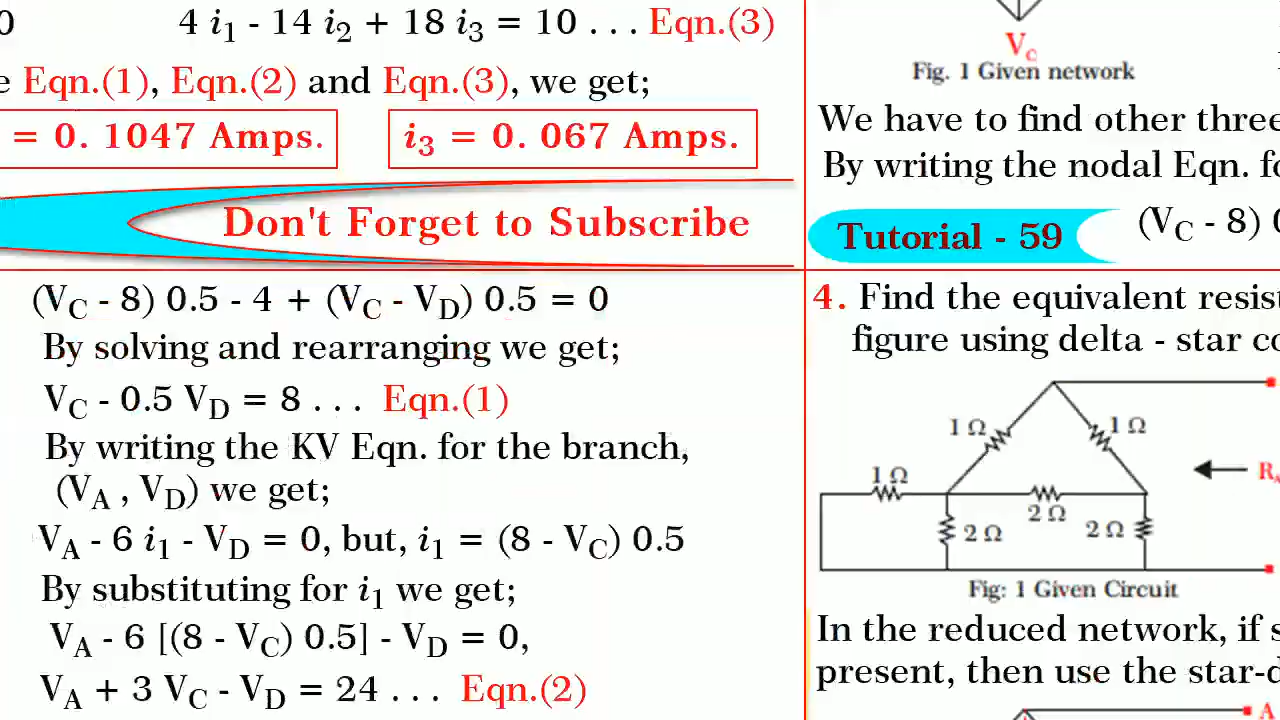 0
4 i1 - 14 i2 + 18 i3 = 10 . . . Eqn.(3)
e Eqn.(1), Eqn.(2) and Eqn.(3), we get;
= 0. 1047 Amps.
i3 = 0. 067 Amps.
Don't Forget to Subscribe
VC
Fig. 1 Given network
We have to find other three
By writing the nodal Eqn. fo
(VC - 8) 0
Tutorial - 59
(VC - 8) 0.5 - 4 + (VC - VD) 0.5 = 0
By solving and rearranging we get;
VC - 0.5 VD = 8 . . . Eqn.(1)
By writing the KV Eqn. for the branch,
(VA , VD) we get;
VA - 6 i1 - VD = 0, but, i1 = (8 - VC) 0.5
By substituting for i1 we get;
VA - 6 [(8 - VC) 0.5] - VD = 0,
VA + 3 VC - VD = 24 . . . Eqn.(2)
4. Find the equivalent resist
figure using delta - star co
1 Ω
1 Ω
1 Ω
R
2 Ω
2 Ω
2 Ω
Fig: 1 Given Circuit
In the reduced network, if s
present, then use the star-d
A